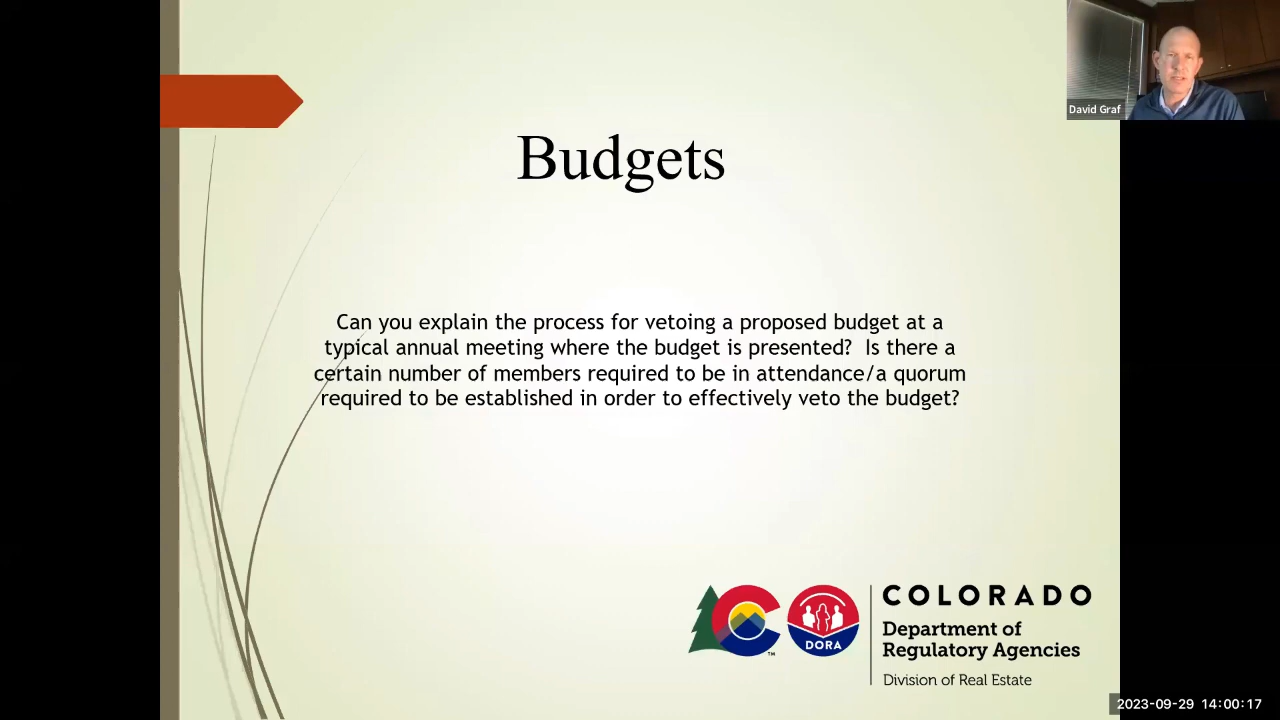 David Graf
Budgets
Can you explain the process for vetoing a proposed budget at a
typical annual meeting where the budget is presented?  Is there a
certain number of members required to be in attendance/a quorum
required to be established in order to effectively veto the budget?
TM
DORA
COLORADO
Department of
Regulatory Agencies
Division of Real Estate
2023-09-29 14:00:17